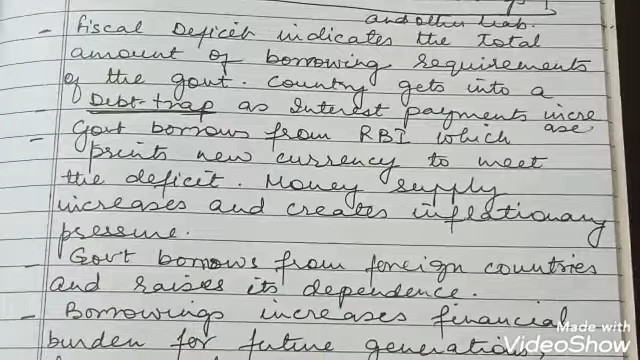 and other liab.
- Fiscal Deficit indicates the total
amount of borrowing requirements
of the govt. Country gets into a
Debt-trap as Interest payments increase
- Govt borrows from RBI which
prints new currency to meet
the deficit. Money supply
increases and creates inflationary
pressure.
- Govt borrows from foreign countries
and raises its dependence.
- Borrowings increases financial
burden for future generations
Made with
VideoShow